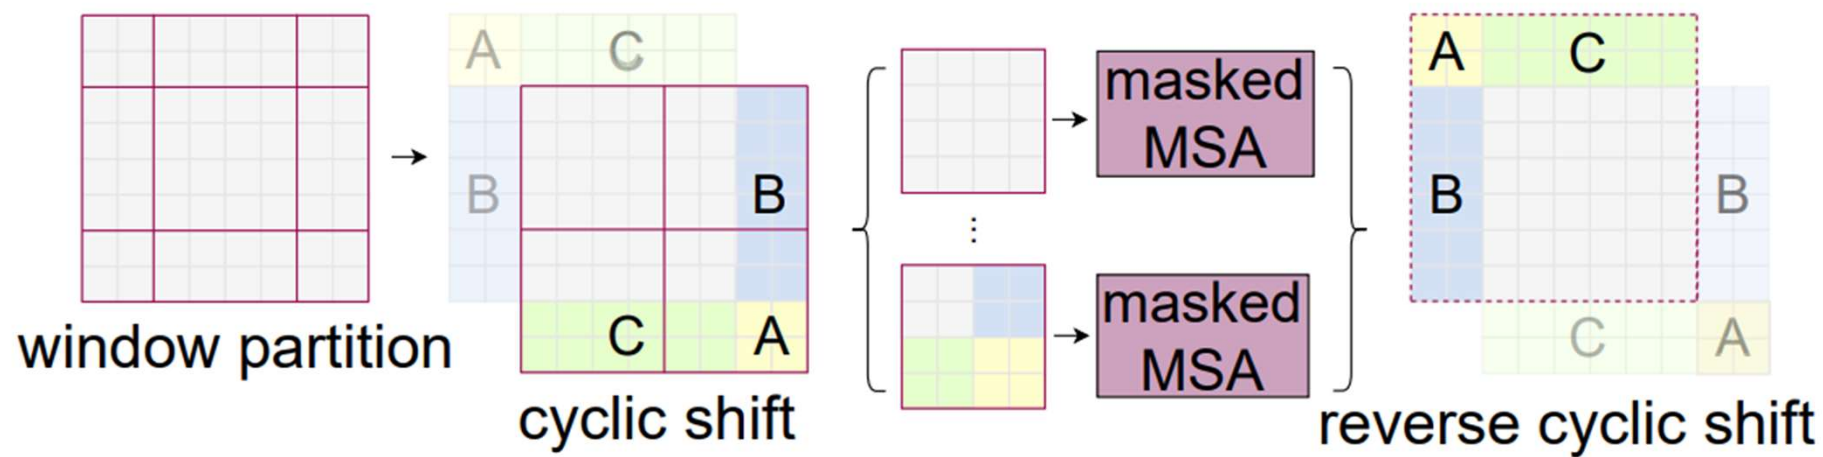 window partition
A C
B
B
C A
cyclic shift
masked
MSA
⋮
masked
MSA
A C
B
B
C A
reverse cyclic shift